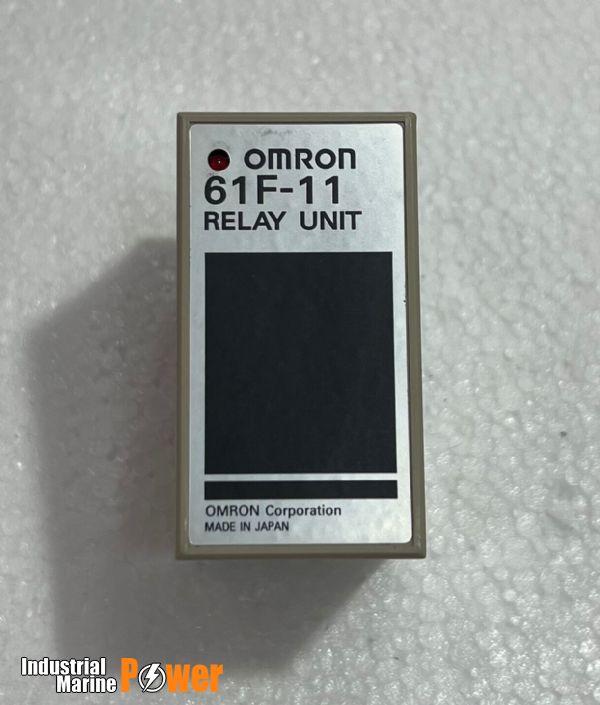 OMRON
61F-11
RELAY UNIT
OMRON Corporation
MADE IN JAPAN
Industrial
Marine Power